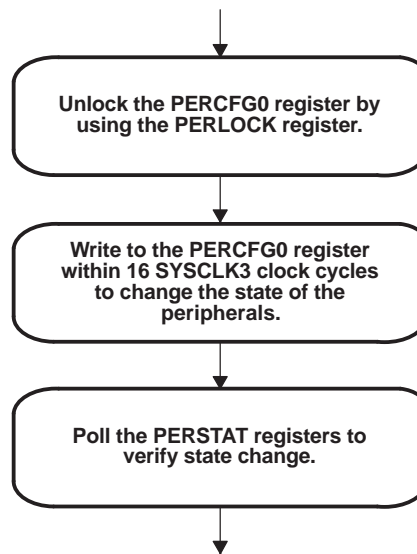 Unlock the PERCFG0 register by
using the PERLOCK register.
Write to the PERCFG0 register
within 16 SYSCLK3 clock cycles
to change the state of the
peripherals.
Poll the PERSTAT registers to
verify state change.